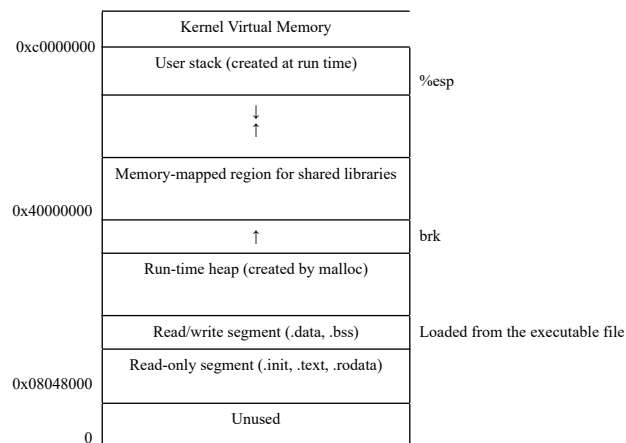 Kernel Virtual Memory
0xc0000000
User stack (created at run time)
%esp
↓
↑
Memory-mapped region for shared libraries
0x40000000
↑
brk
Run-time heap (created by malloc)
Read/write segment (.data, .bss)
Loaded from the executable file
Read-only segment (.init, .text, .rodata)
0x08048000
Unused
0